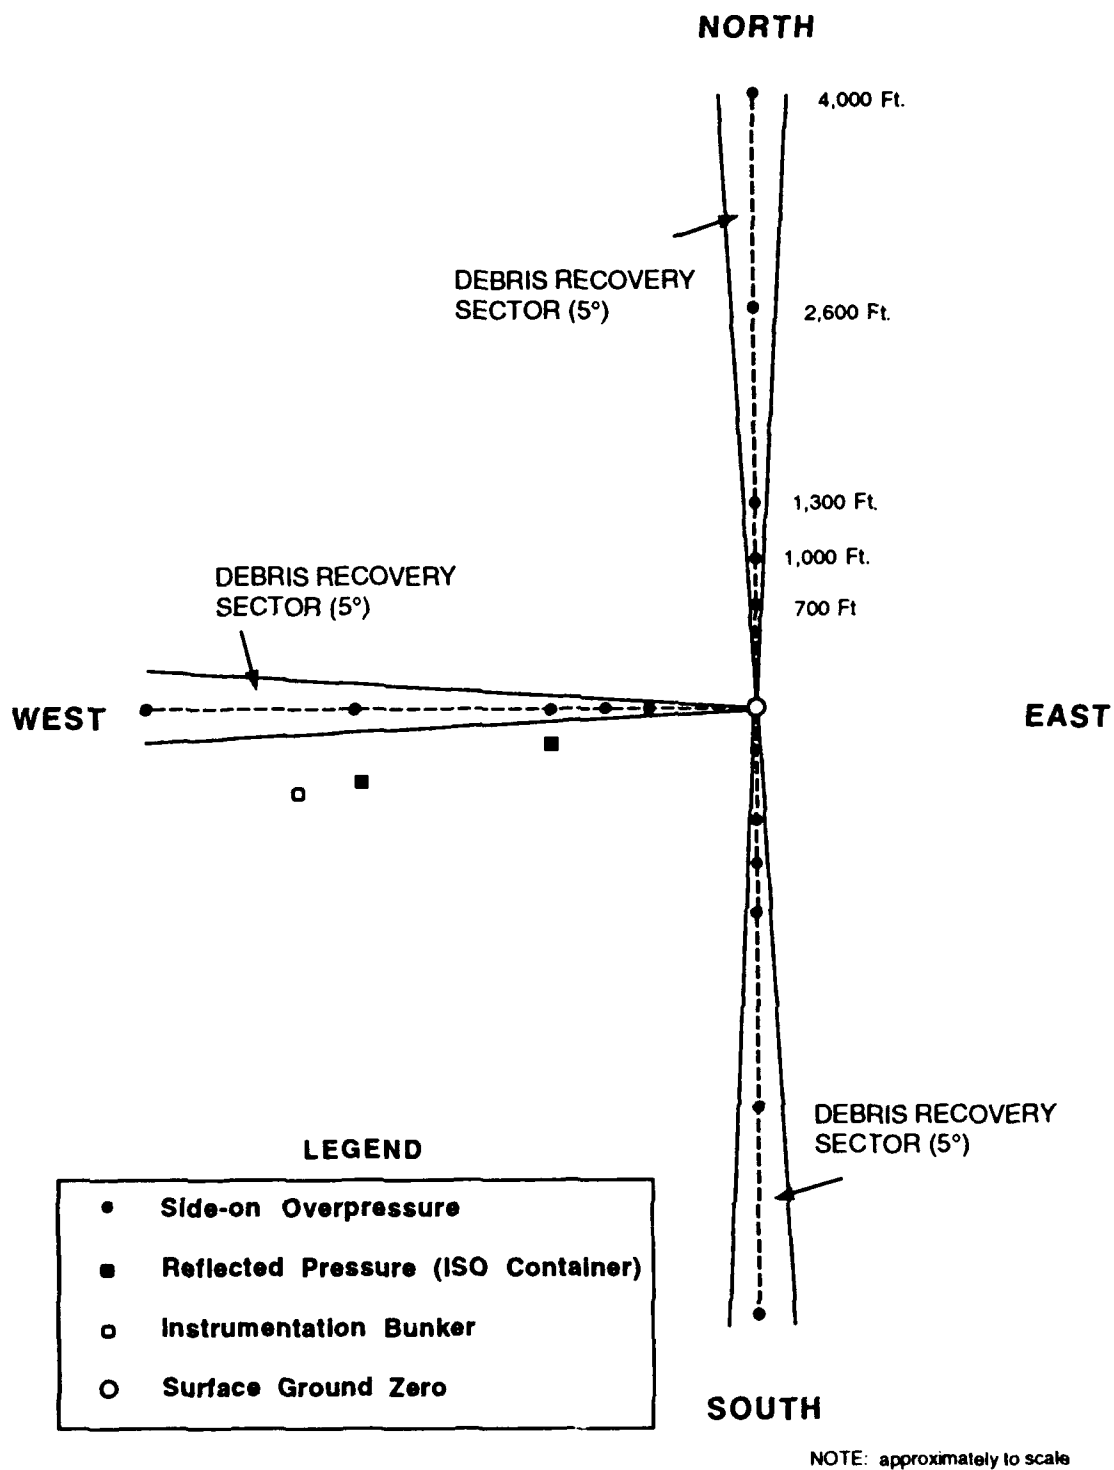 NORTH
4,000 Ft.
DEBRIS RECOVERY
SECTOR (5°)
2,600 Ft.
1,300 Ft.
1,000 Ft.
DEBRIS RECOVERY
SECTOR (5°)
700 Ft
WEST
EAST
DEBRIS RECOVERY
SECTOR (5°)
LEGEND
Side-on Overpressure
Reflected Pressure (ISO Container)
Instrumentation Bunker
Surface Ground Zero
SOUTH
NOTE: approximately to scale